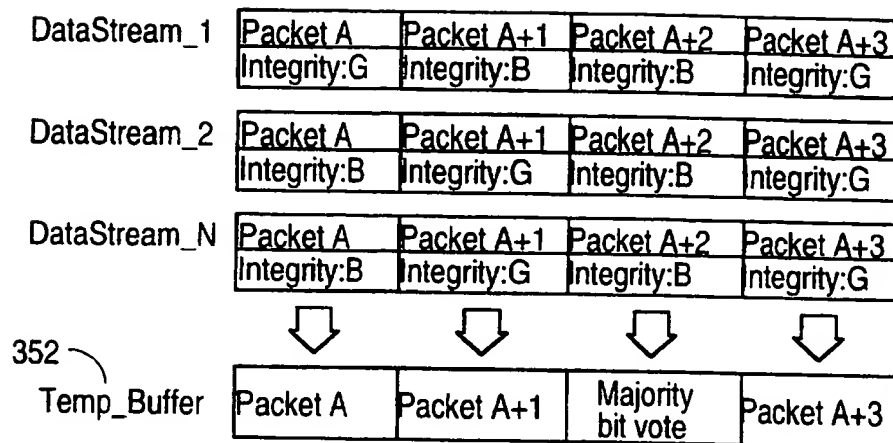 DataStream_1 Packet A Packet A+1 Packet A+2 Packet A+3
Integrity:G Integrity:B Integrity:B Integrity:G
DataStream_2 Packet A Packet A+1 Packet A+2 Packet A+3
Integrity:B Integrity:G Integrity:B Integrity:G
DataStream_N Packet A Packet A+1 Packet A+2 Packet A+3
Integrity:B Integrity:G Integrity:B Integrity:G
352
Temp_Buffer Packet A Packet A+1 Majority Packet A+3
bit vote